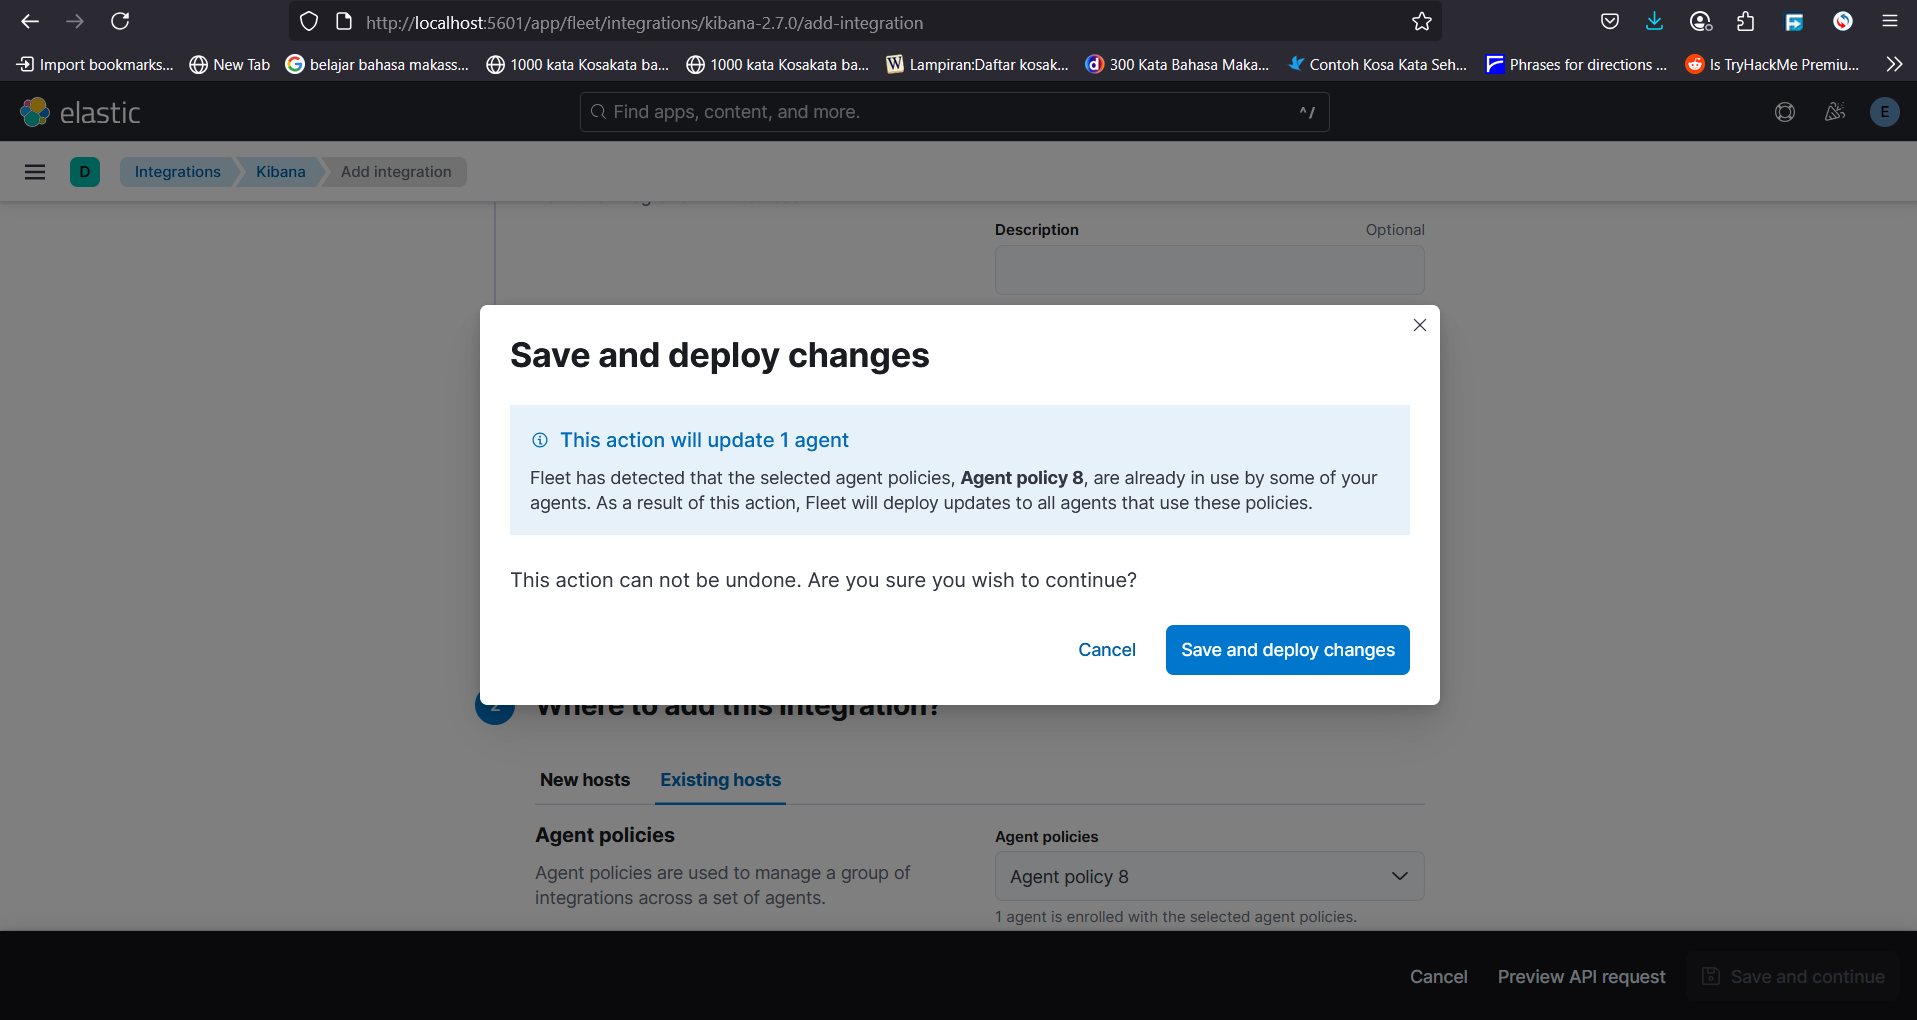 http://localhost:5601/app/fleet/integrations/kibana-2.7.0/add-integration
Import bookmarks... New Tab belajar bahasa makass... 1000 kata Kosakata ba... 1000 kata Kosakata ba... Lampiran:Daftar kosak... 300 Kata Bahasa Maka... Contoh Kosa Kata Seh... Phrases for directions ... Is TryHackMe Premiu...
elastic Find apps, content, and more. ^/ E
D Integrations Kibana Add integration
Description Optional
Save and deploy changes
This action will update 1 agent
Fleet has detected that the selected agent policies, Agent policy 8, are already in use by some of your
agents. As a result of this action, Fleet will deploy updates to all agents that use these policies.
This action can not be undone. Are you sure you wish to continue?
Cancel Save and deploy changes
2 Where to add this integration?
New hosts Existing hosts
Agent policies
Agent policies are used to manage a group of
integrations across a set of agents.
Agent policies
Agent policy 8
1 agent is enrolled with the selected agent policies.
Cancel Preview API request Save and continue